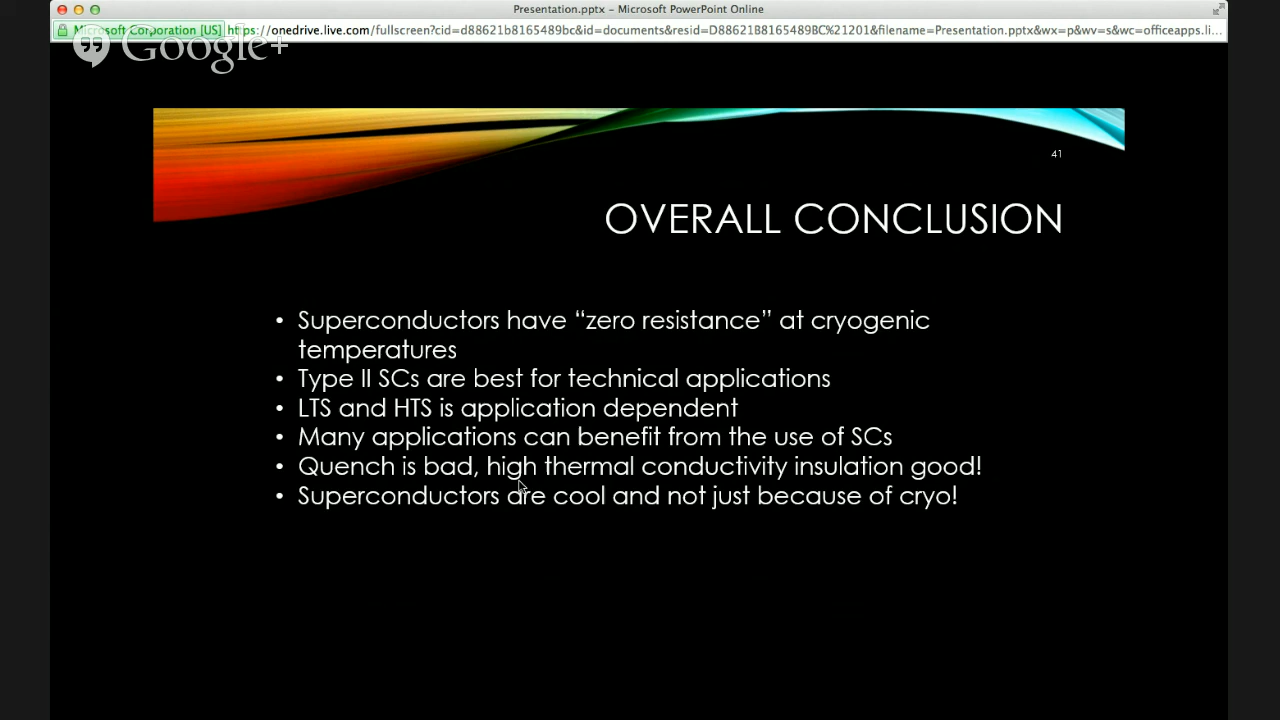 Presentation.pptx – Microsoft PowerPoint Online
Microsoft Corporation [US] https://onedrive.live.com/fullscreen?cid=d88621b8165489bc&id=documents&resid=D88621B8165489BC%21201&filename=Presentation.pptx&wx=p&wv=s&wc=officeapps.li...
Google+
41
OVERALL CONCLUSION
• Superconductors have “zero resistance” at cryogenic
temperatures
• Type II SCs are best for technical applications
• LTS and HTS is application dependent
• Many applications can benefit from the use of SCs
• Quench is bad, high thermal conductivity insulation good!
• Superconductors are cool and not just because of cryo!